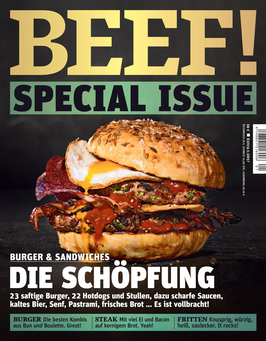 BEEF!
SPECIAL ISSUE
BURGER & SANDWICHES
DIE SCHÖPFUNG
23 saftige Burger, 22 Hotdogs und Stullen, dazu scharfe Saucen,
kaltes Bier, Senf, Pastrami, frisches Brot ... Es ist vollbracht!
BURGER Die besten Kombis
aus Bun und Boulette. Great!
STEAK Mit viel Ei und Bacon
auf kernigem Brot. Yeah!
FRITTEN Knusprig, würzig,
heiß, saulecker. It rocks!